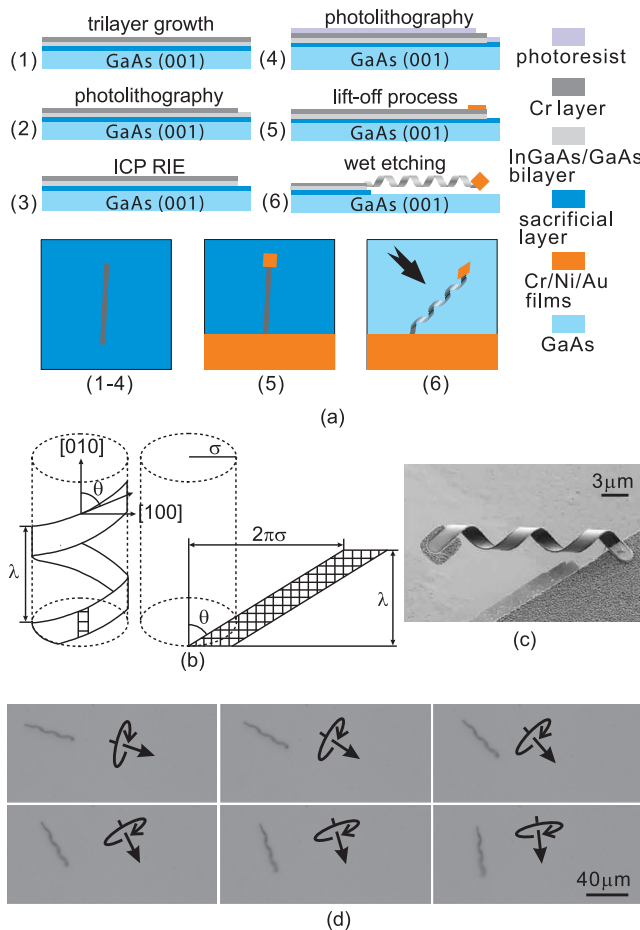 trilayer growth
(1)
GaAs (001)
photolithography
(2)
GaAs (001)
ICP RIE
(3)
GaAs (001)
photolithography
(4)
GaAs (001)
lift-off process
(5)
GaAs (001)
wet etching
(6)
GaAs (001)
photoresist
Cr layer
InGaAs/GaAs
bilayer
sacrificial
layer
Cr/Ni/Au
films
GaAs
(1-4)
(5)
(6)
(a)
[010]
θ
[100]
λ
σ
2πσ
θ
λ
(b)
3μm
(c)
40μm
(d)